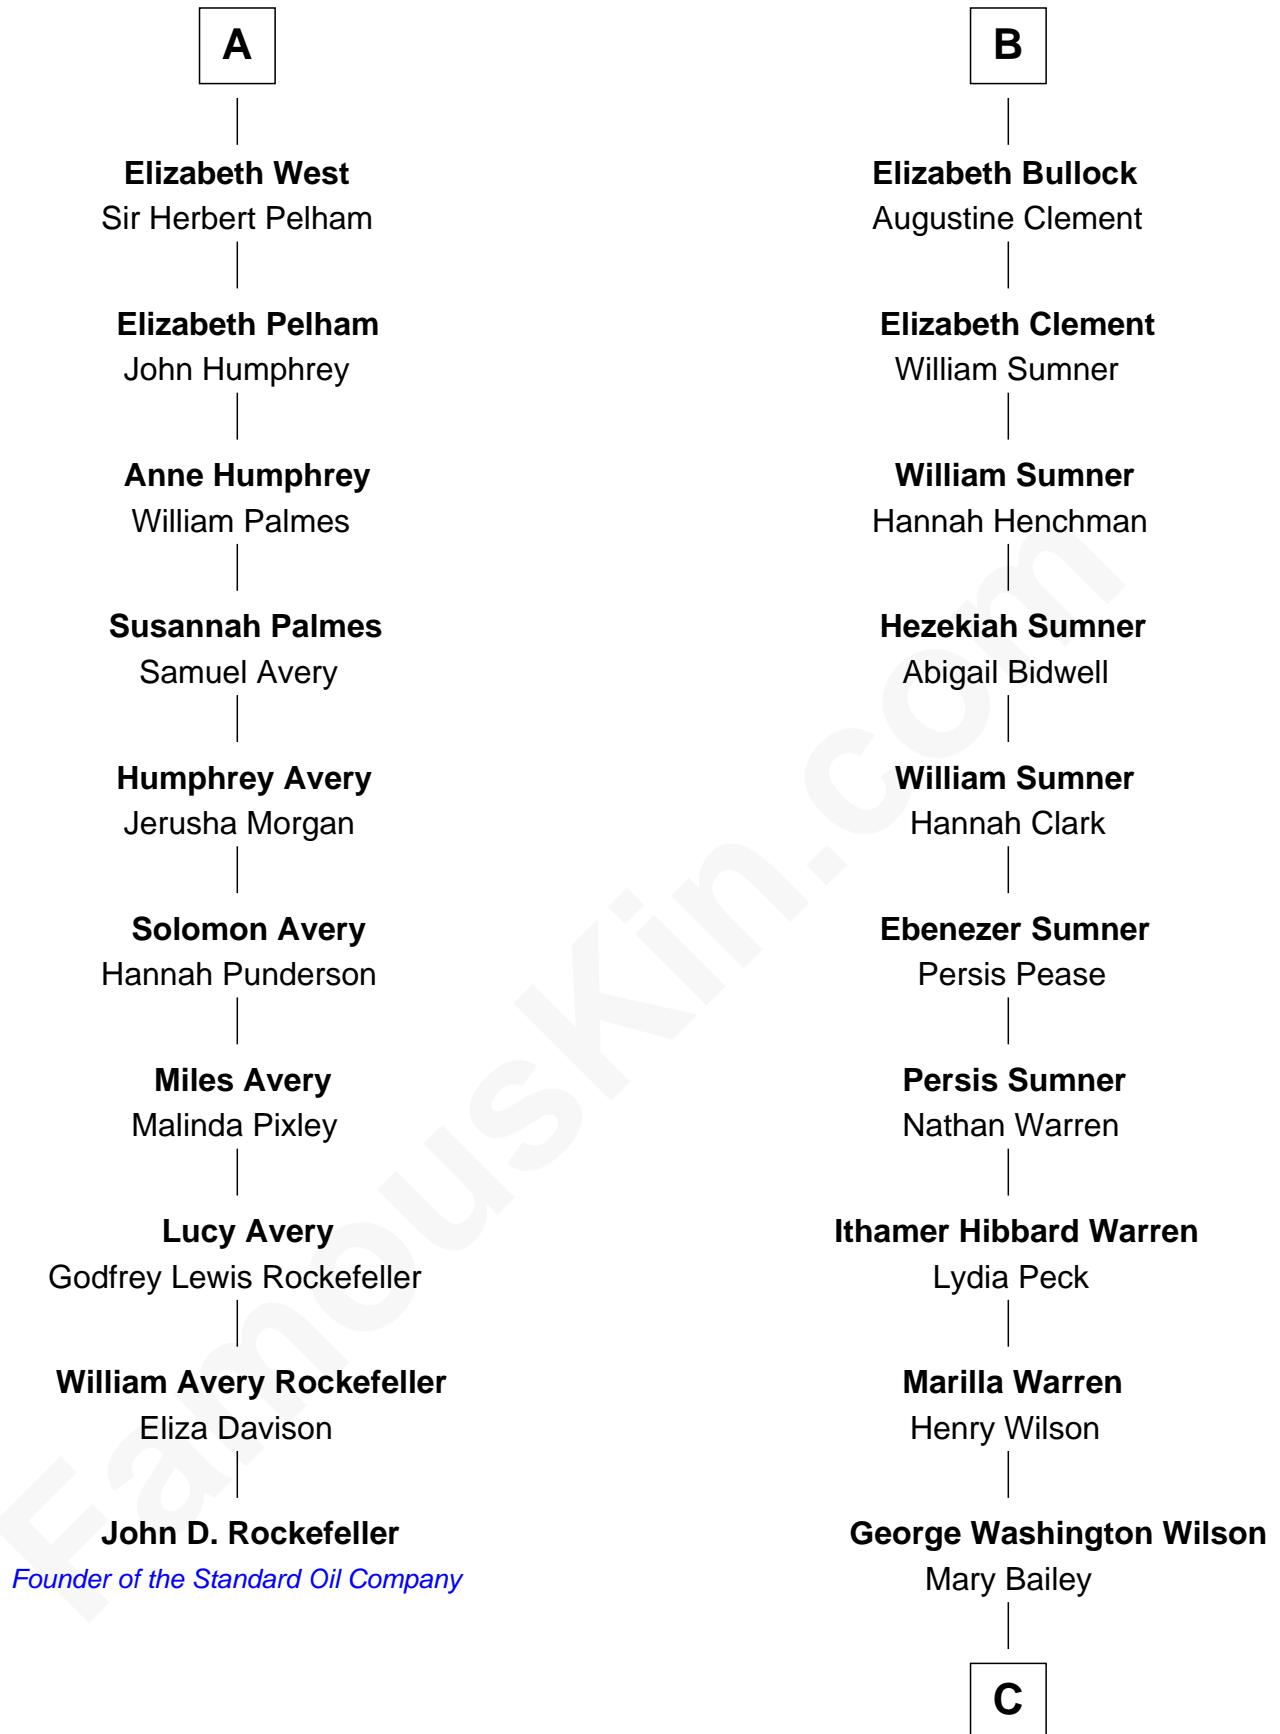 A
Elizabeth West
Sir Herbert Pelham
Elizabeth Pelham
John Humphrey
Anne Humphrey
William Palmes
Susannah Palmes
Samuel Avery
Humphrey Avery
Jerusha Morgan
Solomon Avery
Hannah Punderson
Miles Avery
Malinda Pixley
Lucy Avery
Godfrey Lewis Rockefeller
William Avery Rockefeller
Eliza Davison
John D. Rockefeller
Founder of the Standard Oil Company
B
Elizabeth Bullock
Augustine Clement
Elizabeth Clement
William Sumner
William Sumner
Hannah Henchman
Hezekiah Sumner
Abigail Bidwell
William Sumner
Hannah Clark
Ebenezer Sumner
Persis Pease
Persis Sumner
Nathan Warren
Ithamer Hibbard Warren
Lydia Peck
Marilla Warren
Henry Wilson
George Washington Wilson
Mary Bailey
C
FamousKin.com